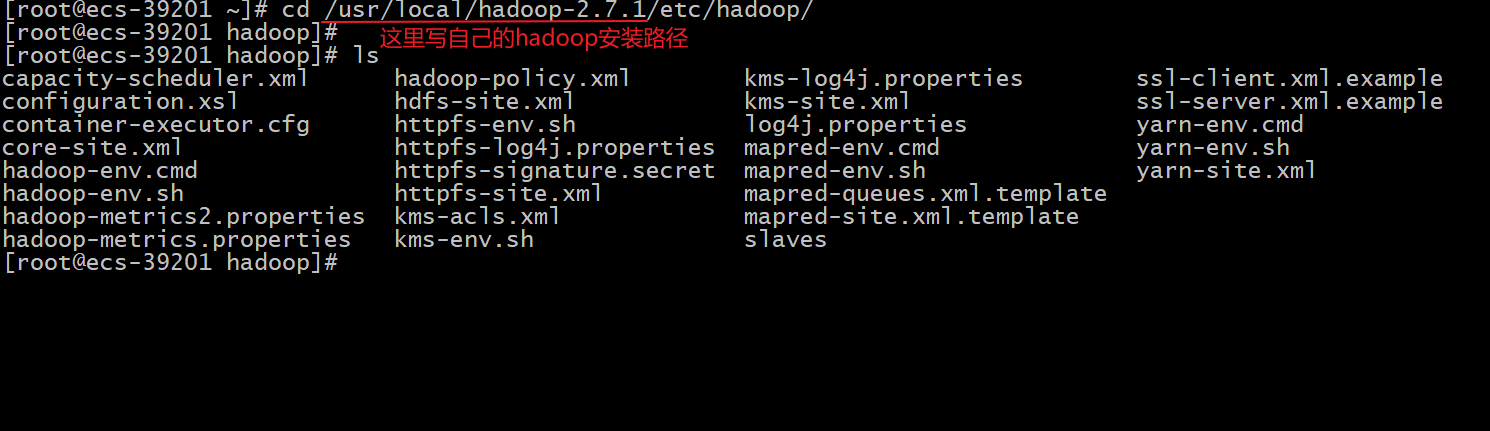 [root@ecs-39201 ~]# cd /usr/local/hadoop-2.7.1/etc/hadoop/
[root@ecs-39201 hadoop]#
这里写自己的hadoop安装路径
[root@ecs-39201 hadoop]# ls
capacity-scheduler.xml hadoop-policy.xml kms-log4j.properties ssl-client.xml.example
configuration.xsl hdfs-site.xml kms-site.xml ssl-server.xml.example
container-executor.cfg httpfs-env.sh log4j.properties yarn-env.cmd
core-site.xml httpfs-log4j.properties mapred-env.cmd yarn-env.sh
hadoop-env.cmd httpfs-signature.secret mapred-env.sh yarn-site.xml
hadoop-env.sh httpfs-site.xml mapred-queues.xml.template
hadoop-metrics2.properties kms-acls.xml mapred-site.xml.template
hadoop-metrics.properties kms-env.sh slaves
[root@ecs-39201 hadoop]#